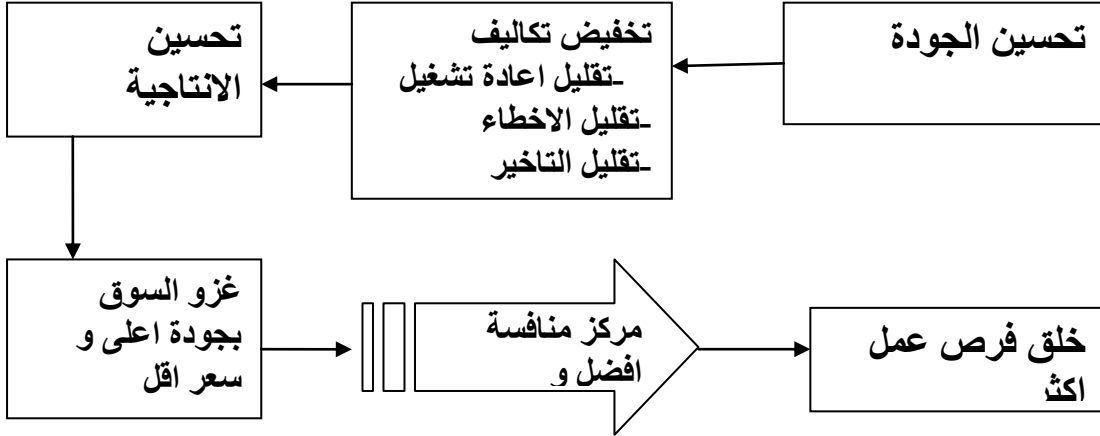 تحسين الجودة
تخفيض تكاليف
-تقليل اعادة تشغيل
-تقليل الاخطاء
-تقليل التاخير
تحسين
الانتاجية
غزو السوق
بجودة اعلى و
سعر اقل
مركز منافسة
افضل و
خلق فرص عمل
اكثر